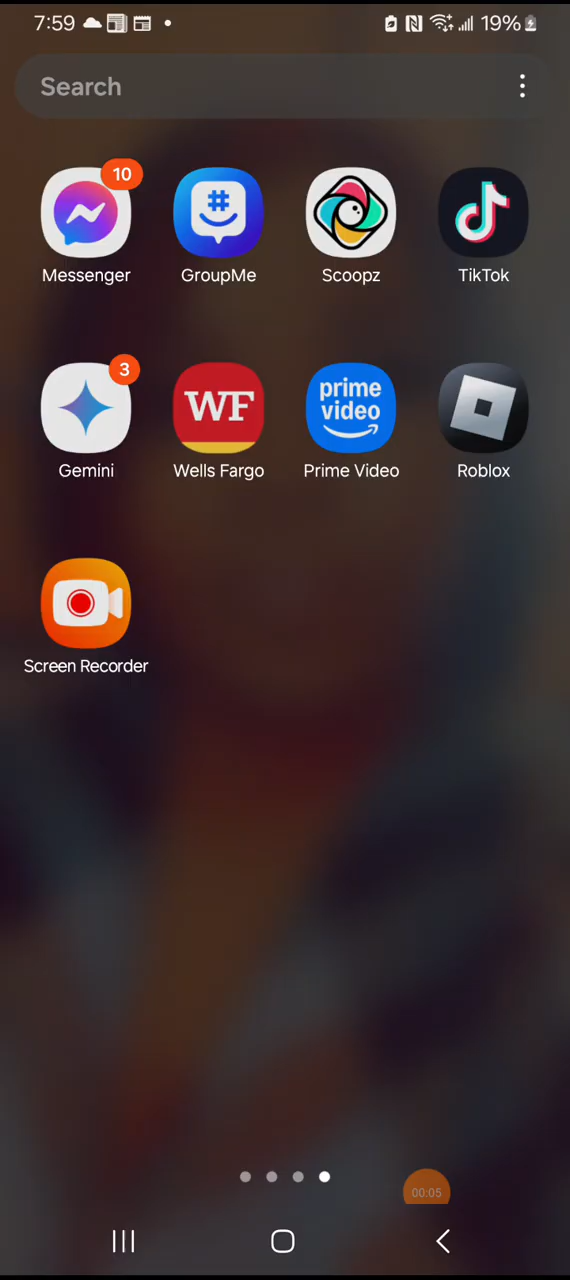 7:59 19%
Search
10
Messenger GroupMe Scoopz TikTok
3
WF prime video
Gemini Wells Fargo Prime Video Roblox
Screen Recorder
00:05